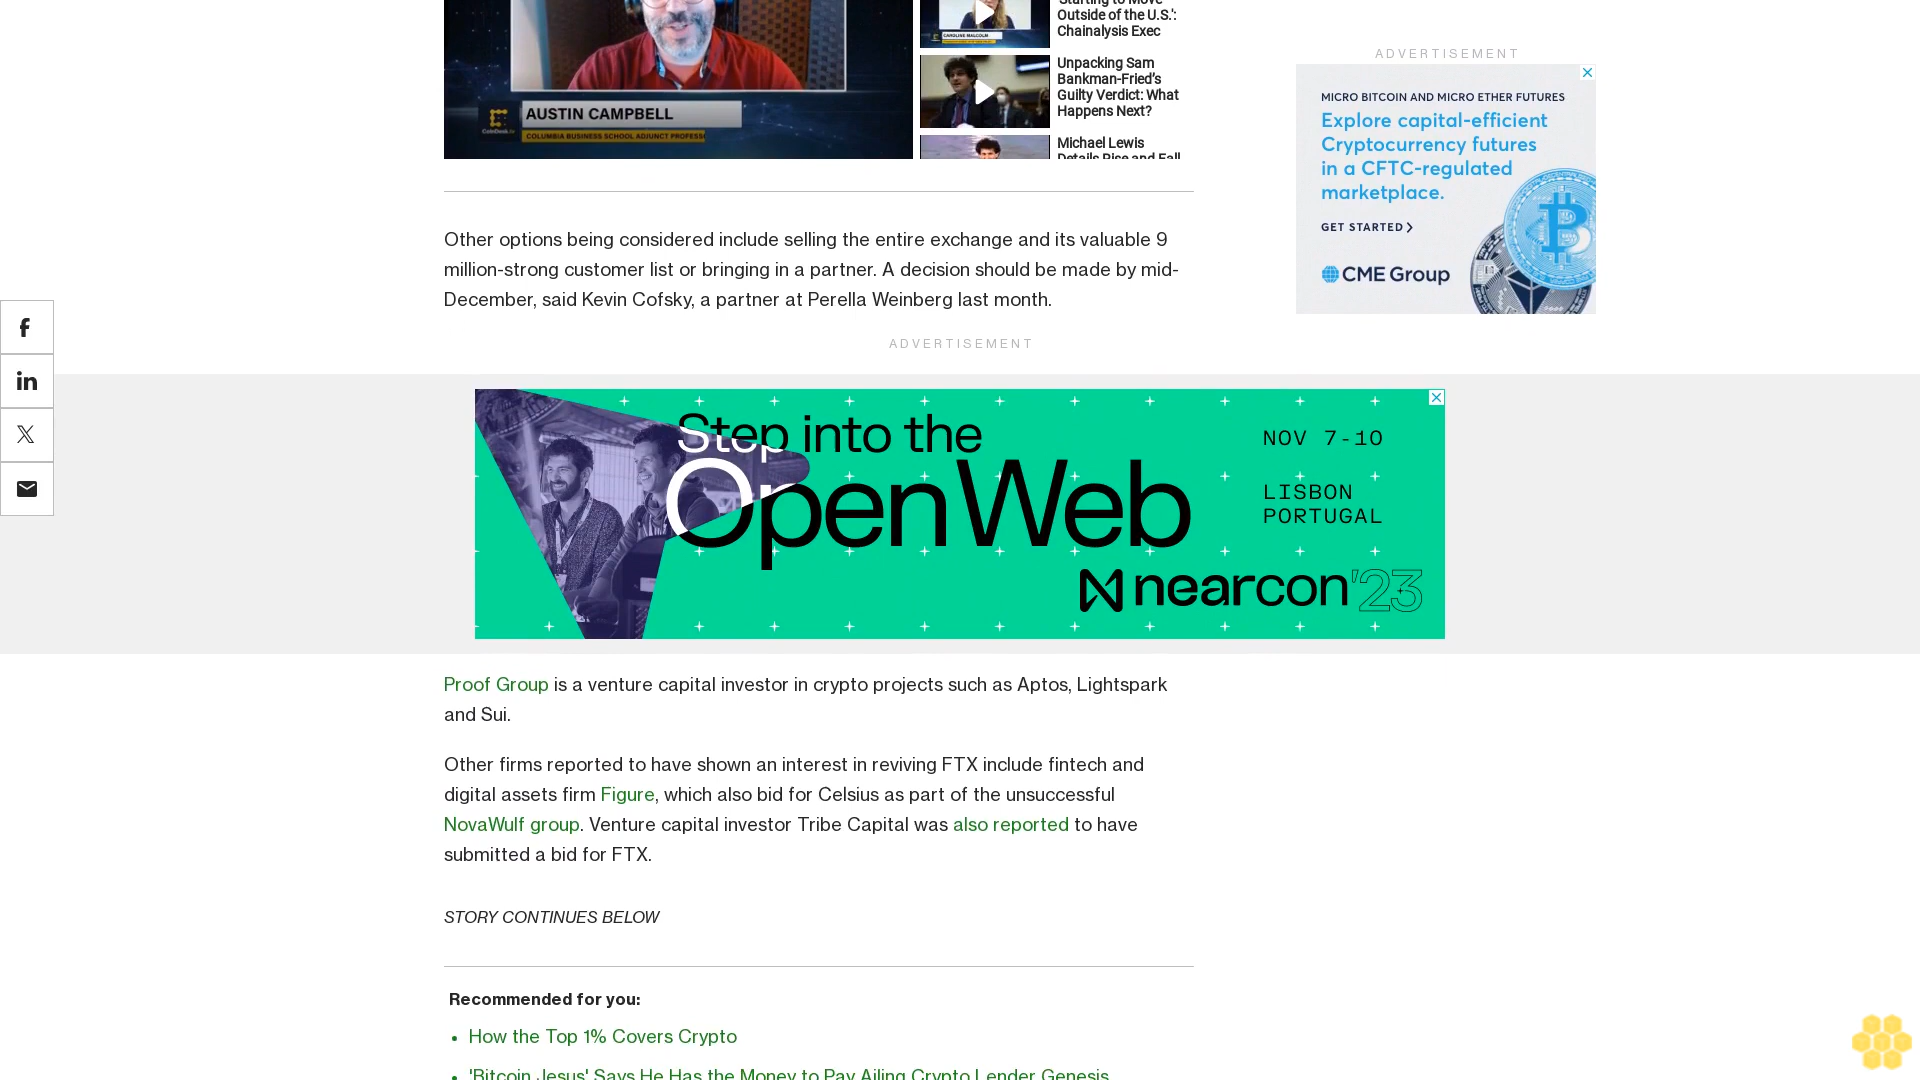 Outside of the U.S.':
Chainalysis Exec
CAROLINE MALCOLM
Unpacking Sam
Bankman-Fried's
Guilty Verdict: What
Happens Next?
Michael Lewis
AUSTIN CAMPBELL
COLUMBIA BUSINESS SCHOOL ADJUNCT PROFESS
ADVERTISEMENT
MICRO BITCOIN AND MICRO ETHER FUTURES
Explore capital-efficient
Cryptocurrency futures
in a CFTC-regulated
marketplace.
GET STARTED
CME Group
Other options being considered include selling the entire exchange and its valuable 9
million-strong customer list or bringing in a partner. A decision should be made by mid-
December, said Kevin Cofsky, a partner at Perella Weinberg last month.
ADVERTISEMENT
Step into the
Open Web
NOV 7-10
LISBON
PORTUGAL
nearcon'23
Proof Group is a venture capital investor in crypto projects such as Aptos, Lightspark
and Sui.
Other firms reported to have shown an interest in reviving FTX include fintech and
digital assets firm Figure, which also bid for Celsius as part of the unsuccessful
NovaWulf group. Venture capital investor Tribe Capital was also reported to have
submitted a bid for FTX.
STORY CONTINUES BELOW
Recommended for you:
• How the Top 1% Covers Crypto
• 'Bitcoin Jesus' Says He Has the Money to Pay Ailing Crypto Lender Genesis